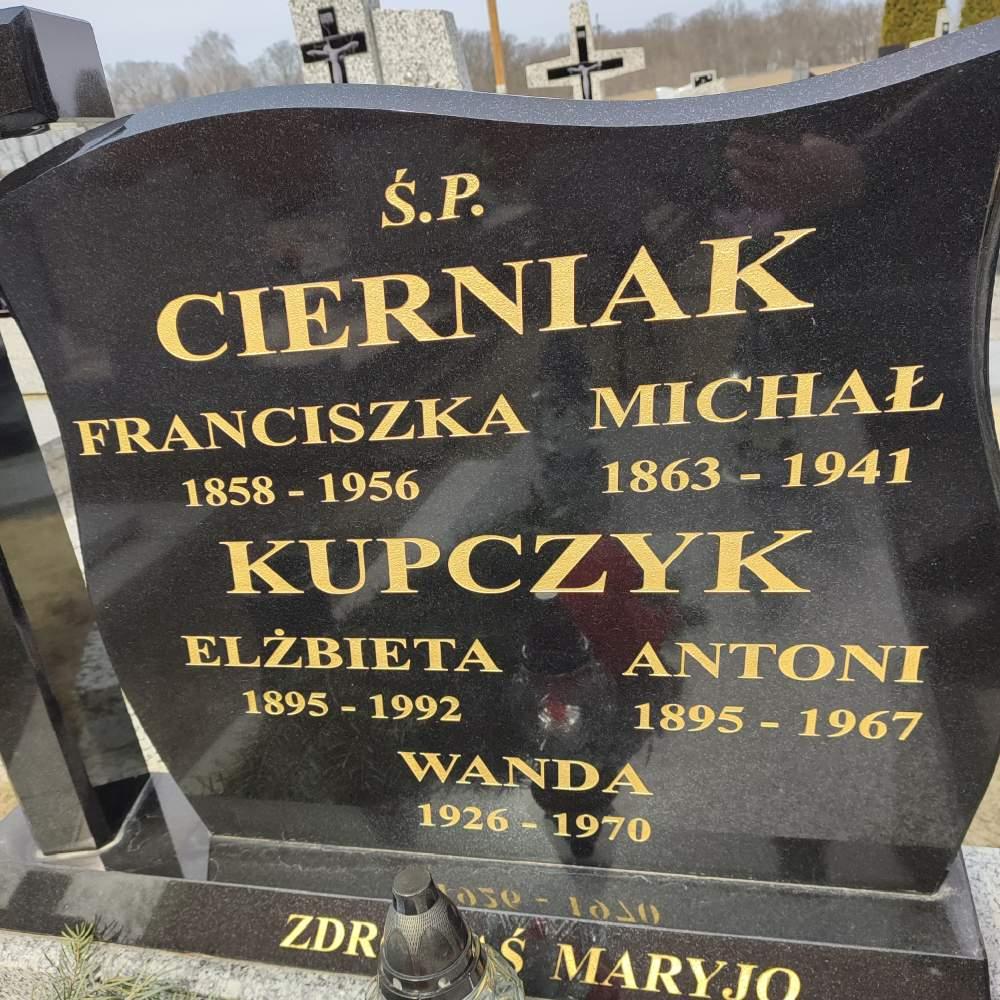 Ś.P.
CIERNIAK
FRANCISZKA MICHAŁ
1858 - 1956 1863 - 1941
KUPCZYK
ELŻBIETA ANTONI
1895 - 1992 1895 - 1967
WANDA
1926 - 1970
MARYJO